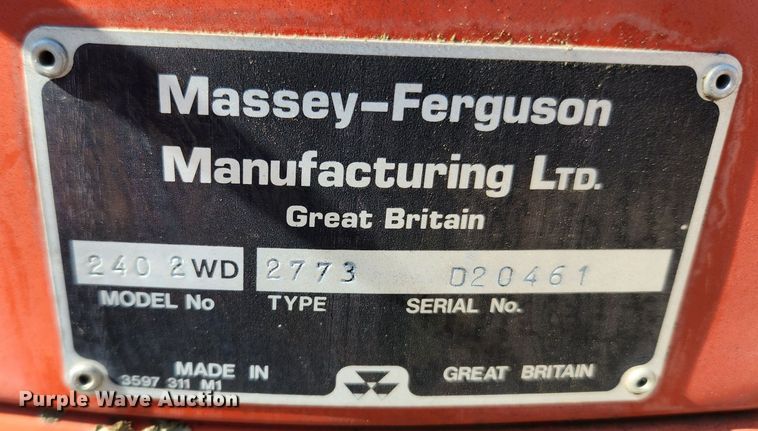 Massey-Ferguson
Manufacturing LTD.
Great Britain
240 2WD 2773 D20461
MODEL No TYPE SERIAL No.
MADE IN GREAT BRITAIN
3597 311 M1
Purple Wave Auction